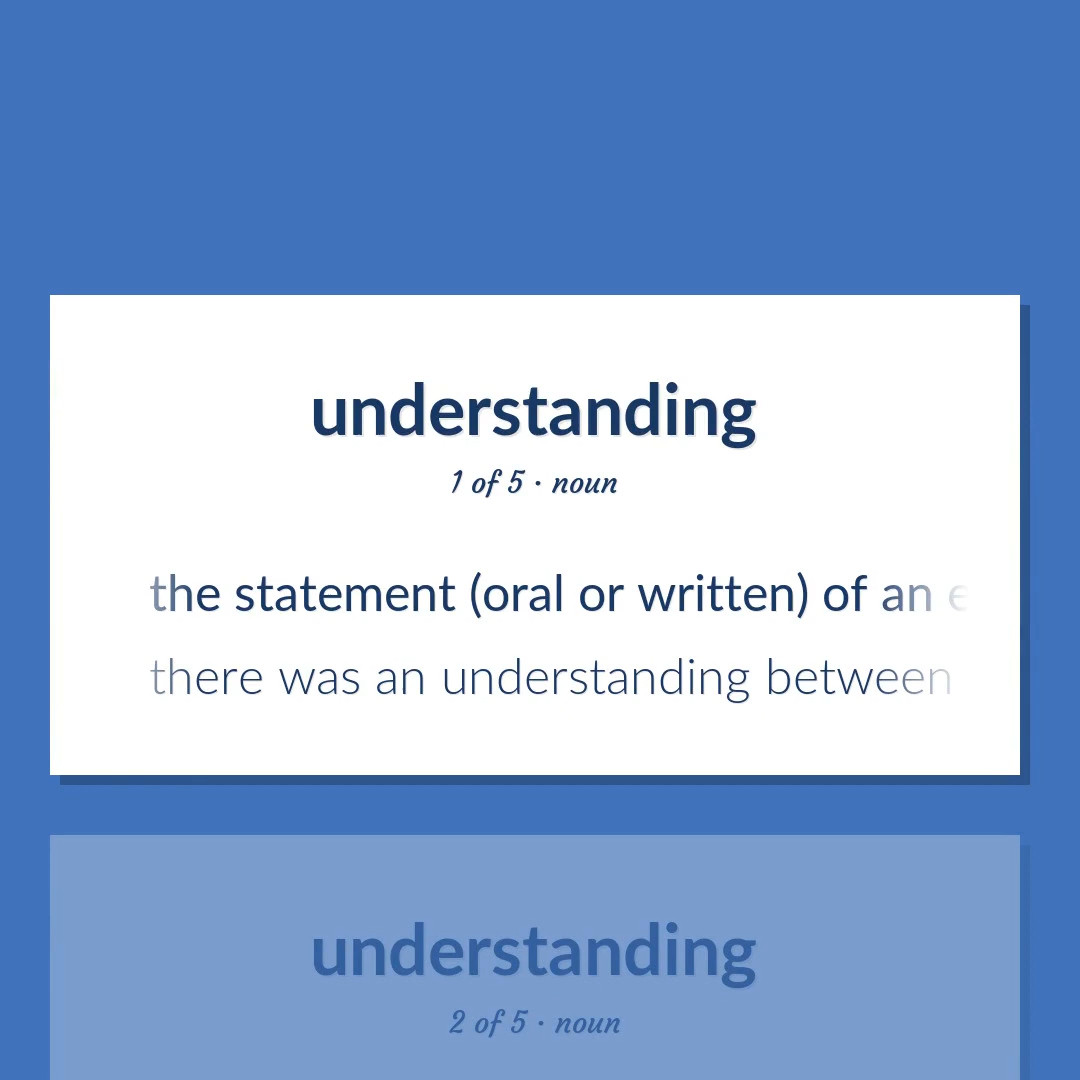 understanding
1 of 5 · noun
the statement (oral or written) of an
there was an understanding between
understanding
2 of 5 · noun